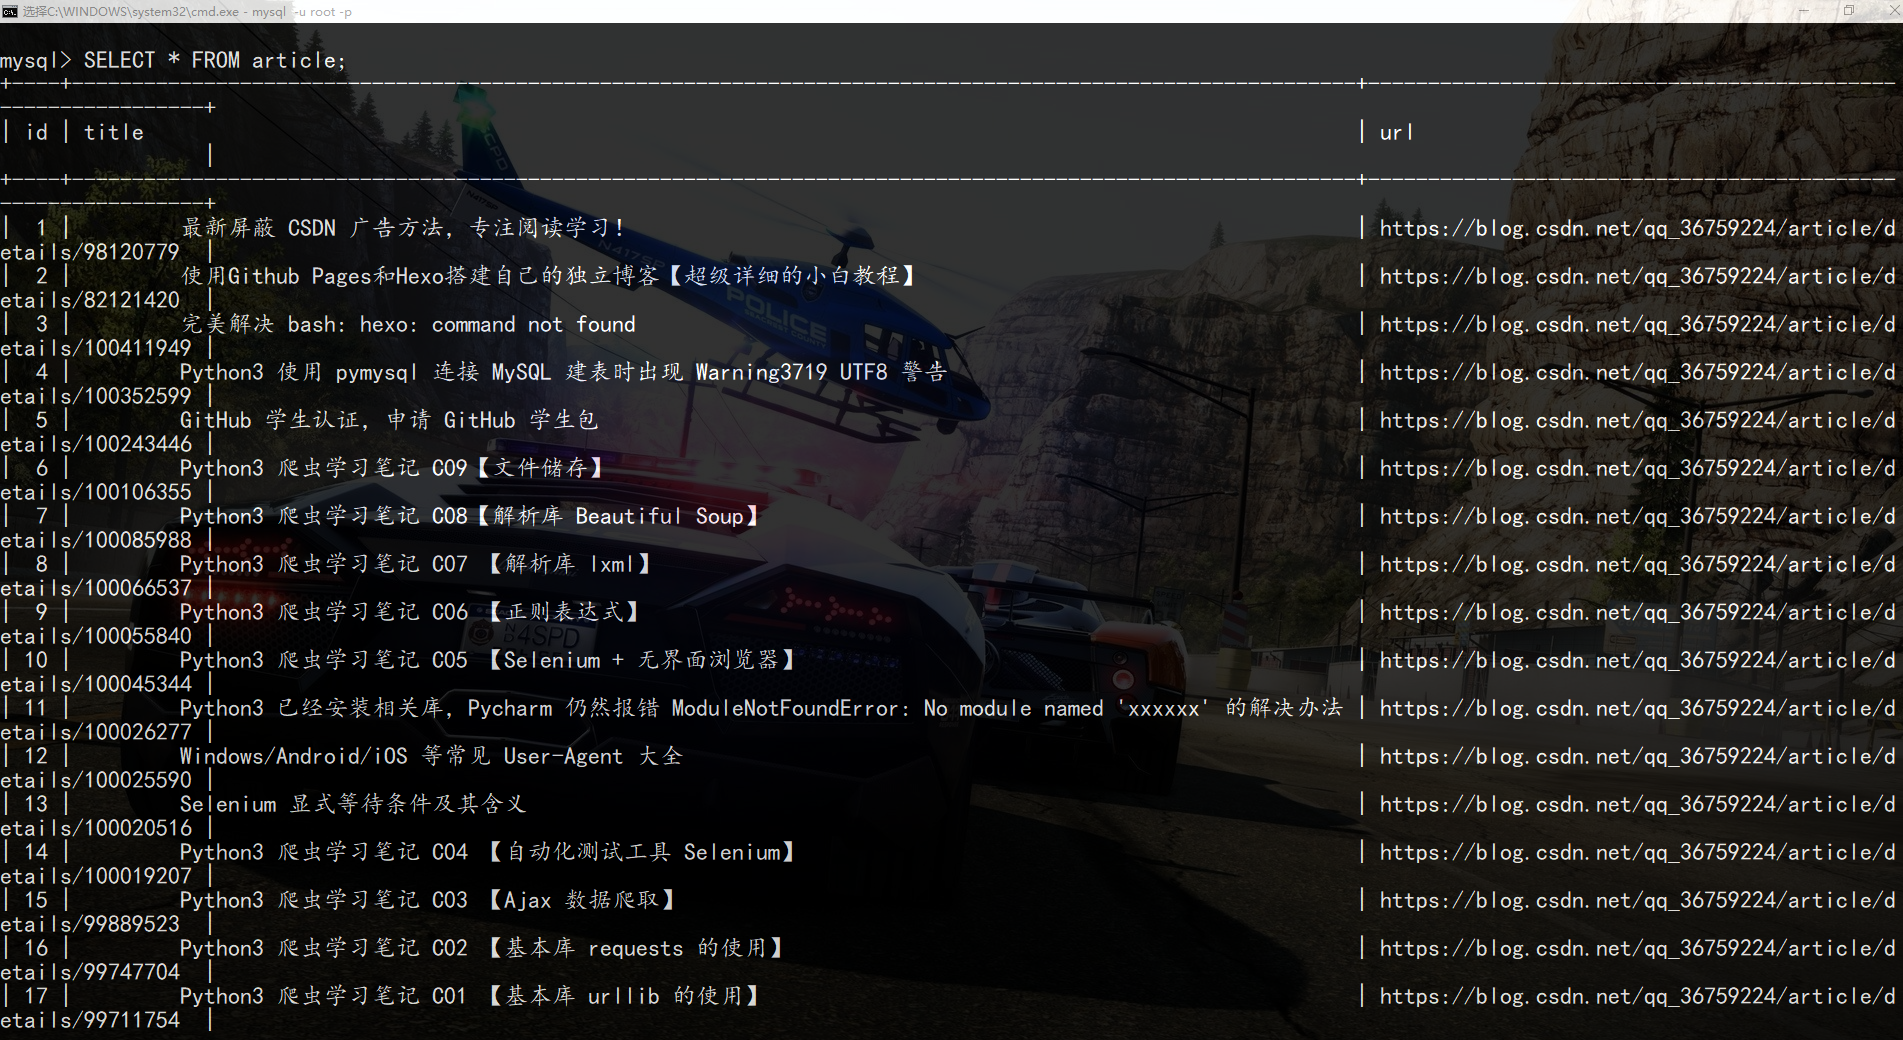 选择C:\WINDOWS\system32\cmd.exe - mysql  -u root -p
mysql> SELECT * FROM article;
+----+------------------------------------------------------------------------------------------------------------+--------------------------------------------
-----------------+
| id | title | url
|
+----+------------------------------------------------------------------------------------------------------------+--------------------------------------------
-----------------+
| 1 | 最新屏蔽 CSDN 广告方法，专注阅读学习！ | https://blog.csdn.net/qq_36759224/article/d
etails/98120779 |
| 2 | 使用Github Pages和Hexo搭建自己的独立博客【超级详细的小白教程】 | https://blog.csdn.net/qq_36759224/article/d
etails/82121420 |
| 3 | 完美解决 bash: hexo: command not found | https://blog.csdn.net/qq_36759224/article/d
etails/100411949 |
| 4 | Python3 使用 pymysql 连接 MySQL 建表时出现 Warning3719 UTF8 警告 | https://blog.csdn.net/qq_36759224/article/d
etails/100352599 |
| 5 | GitHub 学生认证，申请 GitHub 学生包 | https://blog.csdn.net/qq_36759224/article/d
etails/100243446 |
| 6 | Python3 爬虫学习笔记 C09【文件储存】 | https://blog.csdn.net/qq_36759224/article/d
etails/100106355 |
| 7 | Python3 爬虫学习笔记 C08【解析库 Beautiful Soup】 | https://blog.csdn.net/qq_36759224/article/d
etails/100085988 |
| 8 | Python3 爬虫学习笔记 C07 【解析库 lxml】 | https://blog.csdn.net/qq_36759224/article/d
etails/100066537 |
| 9 | Python3 爬虫学习笔记 C06 【正则表达式】 | https://blog.csdn.net/qq_36759224/article/d
etails/100055840 |
| 10 | Python3 爬虫学习笔记 C05 【Selenium + 无界面浏览器】 | https://blog.csdn.net/qq_36759224/article/d
etails/100045344 |
| 11 | Python3 已经安装相关库，Pycharm 仍然报错 ModuleNotFoundError: No module named 'xxxxxx' 的解决办法 | https://blog.csdn.net/qq_36759224/article/d
etails/100026277 |
| 12 | Windows/Android/iOS 等常见 User-Agent 大全 | https://blog.csdn.net/qq_36759224/article/d
etails/100025590 |
| 13 | Selenium 显式等待条件及其含义 | https://blog.csdn.net/qq_36759224/article/d
etails/100020516 |
| 14 | Python3 爬虫学习笔记 C04 【自动化测试工具 Selenium】 | https://blog.csdn.net/qq_36759224/article/d
etails/100019207 |
| 15 | Python3 爬虫学习笔记 C03 【Ajax 数据爬取】 | https://blog.csdn.net/qq_36759224/article/d
etails/99889523 |
| 16 | Python3 爬虫学习笔记 C02 【基本库 requests 的使用】 | https://blog.csdn.net/qq_36759224/article/d
etails/99747704 |
| 17 | Python3 爬虫学习笔记 C01 【基本库 urllib 的使用】 | https://blog.csdn.net/qq_36759224/article/d
etails/99711754 |
CPD
N417SP
POLICE
4SPD